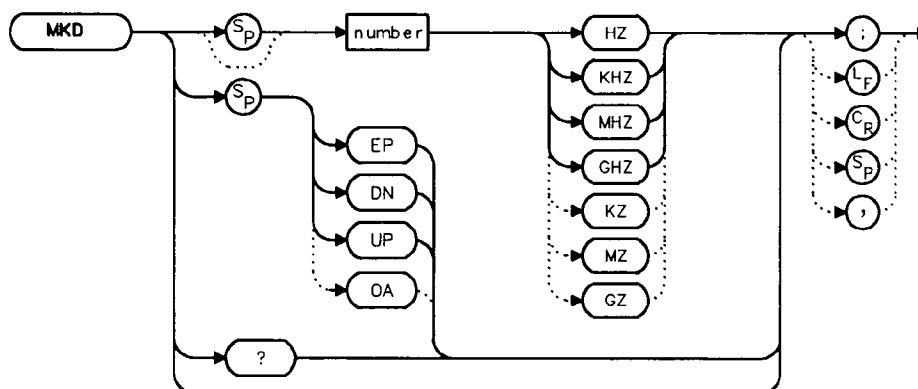 MKD SP number HZ ;
KHZ LF
SP MHZ CR
EP GHZ SP
DN KZ ,
UP MZ
OA GZ
?